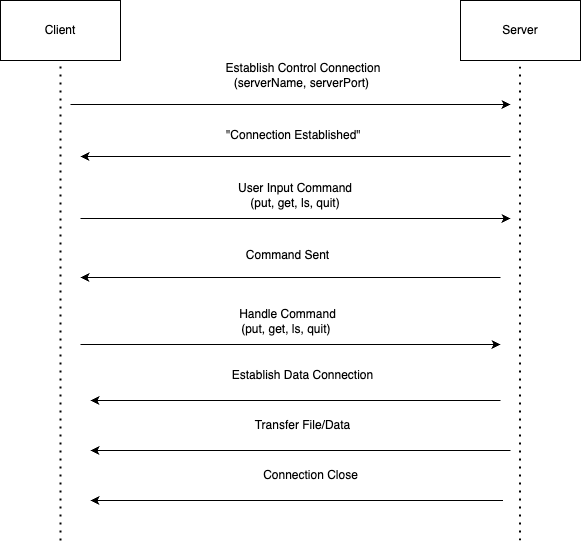 Client
Server
Establish Control Connection
(serverName, serverPort)
"Connection Established"
User Input Command
(put, get, ls, quit)
Command Sent
Handle Command
(put, get, ls, quit)
Establish Data Connection
Transfer File/Data
Connection Close